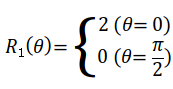 R₁(θ)= { 2 (θ= 0)
0 (θ= π/2)